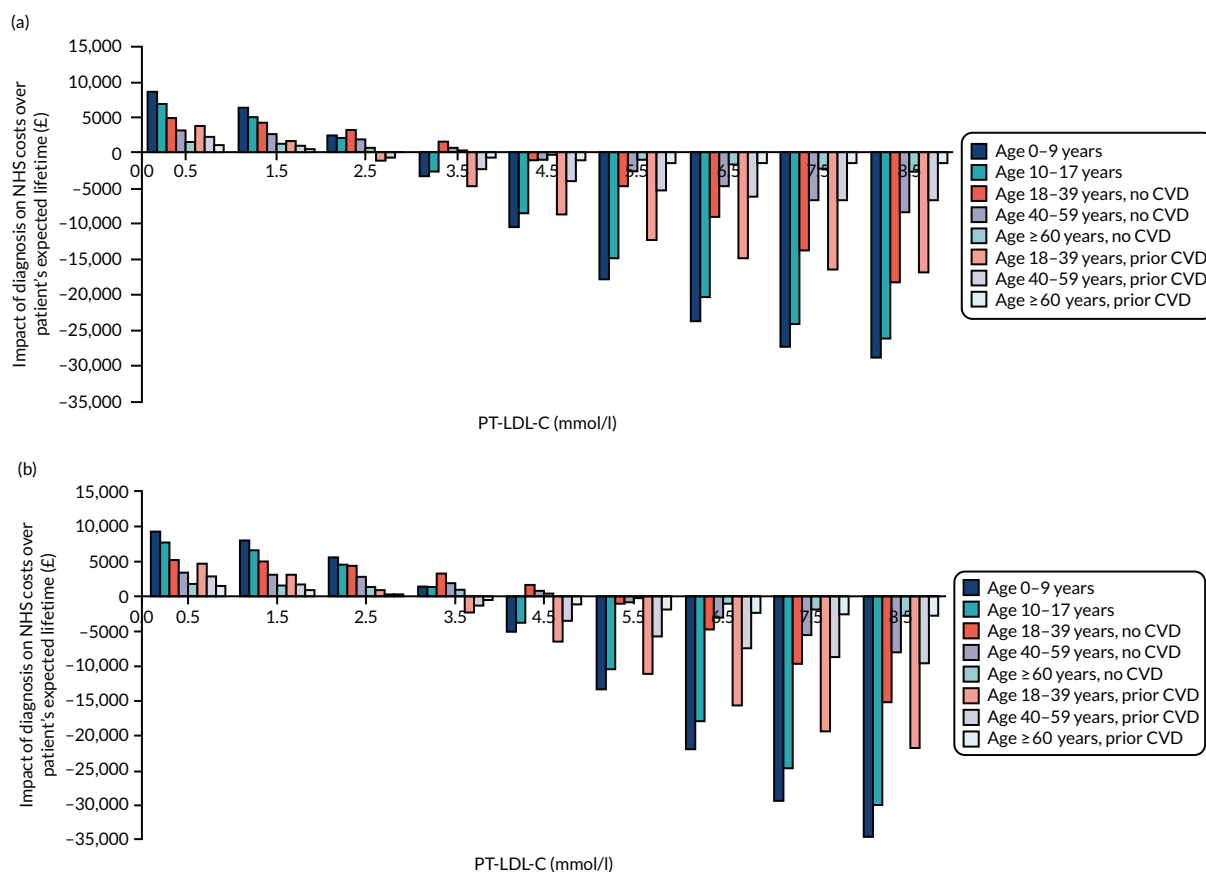 (a)
15,000
10,000
5000
0
–5000
–10,000
–15,000
–20,000
–25,000
–30,000
–35,000
Impact of diagnosis on NHS costs over
patient's expected lifetime (£)
0.0 0.5 1.5 2.5 3.5 4.5 5.5 6.5 7.5 8.5
PT-LDL-C (mmol/l)
Age 0–9 years
Age 10–17 years
Age 18–39 years, no CVD
Age 40–59 years, no CVD
Age ≥60 years, no CVD
Age 18–39 years, prior CVD
Age 40–59 years, prior CVD
Age ≥60 years, prior CVD
(b)
15,000
10,000
5000
0
–5000
–10,000
–15,000
–20,000
–25,000
–30,000
–35,000
Impact of diagnosis on NHS costs over
patient's expected lifetime (£)
0.0 0.5 1.5 2.5 3.5 4.5 5.5 6.5 7.5 8.5
PT-LDL-C (mmol/l)
Age 0–9 years
Age 10–17 years
Age 18–39 years, no CVD
Age 40–59 years, no CVD
Age ≥60 years, no CVD
Age 18–39 years, prior CVD
Age 40–59 years, prior CVD
Age ≥60 years, prior CVD